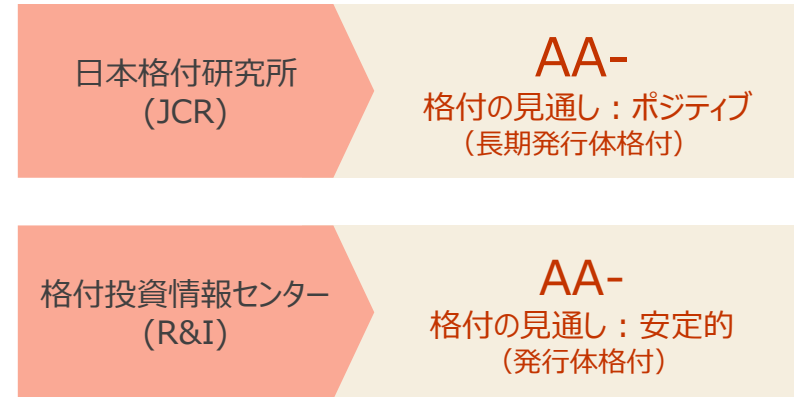 日本格付研究所
(JCR)
AA-
格付の見通し：ポジティブ
（長期発行体格付）
格付投資情報センター
(R&I)
AA-
格付の見通し：安定的
（発行体格付）